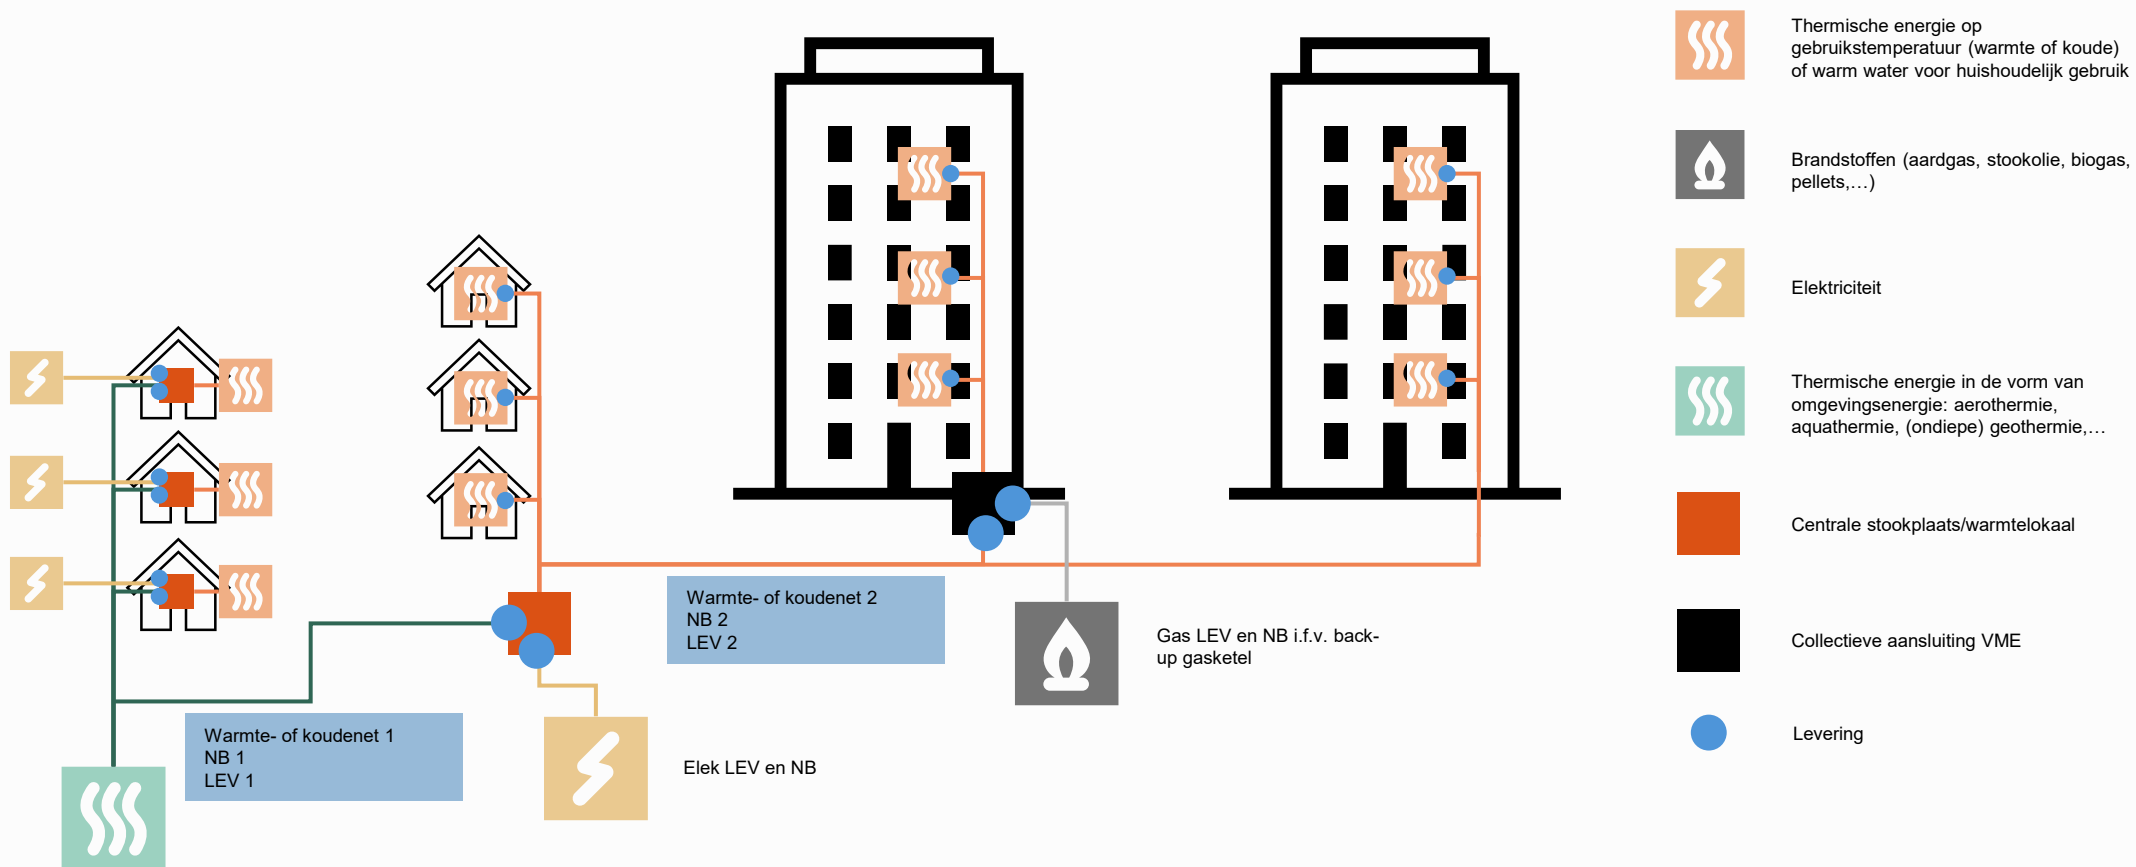 Thermische energie op
gebruikstemperatuur (warmte of koude)
of warm water voor huishoudelijk gebruik
Brandstoffen (aardgas, stookolie, biogas,
pellets,…)
Elektriciteit
Thermische energie in de vorm van
omgevingsenergie: aerothermie,
aquathermie, (ondiepe) geothermie,…
Centrale stookplaats/warmtelokaal
Collectieve aansluiting VME
Levering
Warmte- of koudenet 2
NB 2
LEV 2
Gas LEV en NB i.f.v. back-
up gasketel
Warmte- of koudenet 1
NB 1
LEV 1
Elek LEV en NB